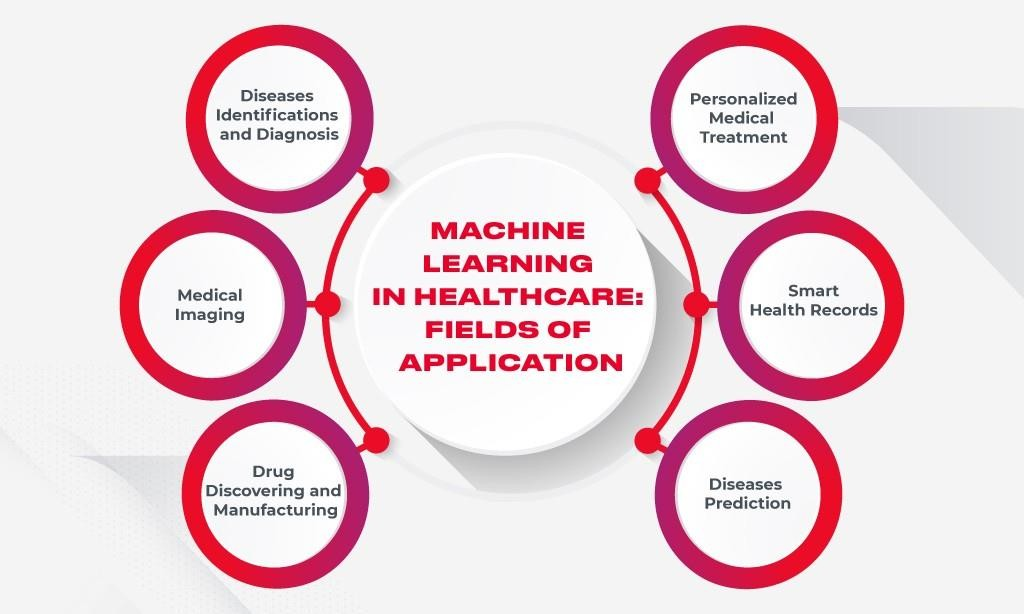 Diseases
Identifications
and Diagnosis
Medical
Imaging
Drug
Discovering and
Manufacturing
MACHINE
LEARNING
IN HEALTHCARE:
FIELDS OF
APPLICATION
Personalized
Medical
Treatment
Smart
Health Records
Diseases
Prediction